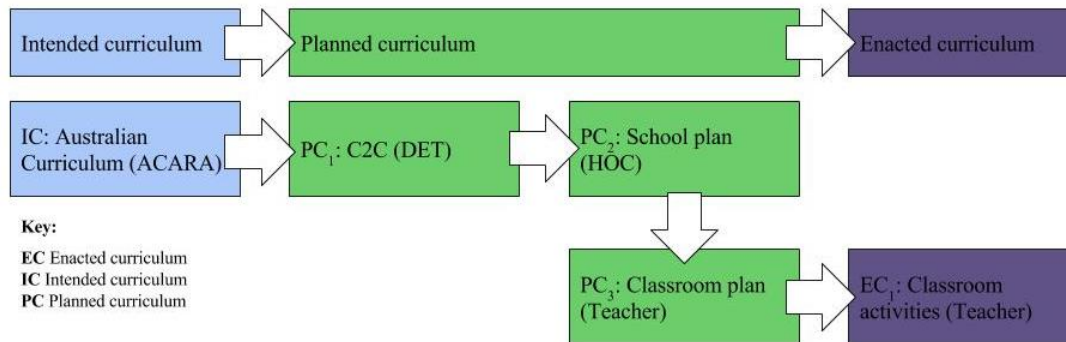 Intended curriculum
Planned curriculum
Enacted curriculum
IC: Australian
Curriculum (ACARA)
PC₁: C2C (DET)
PC₂: School plan
(HOC)
Key:
EC Enacted curriculum
IC Intended curriculum
PC Planned curriculum
PC₃: Classroom plan
(Teacher)
EC₁: Classroom
activities (Teacher)